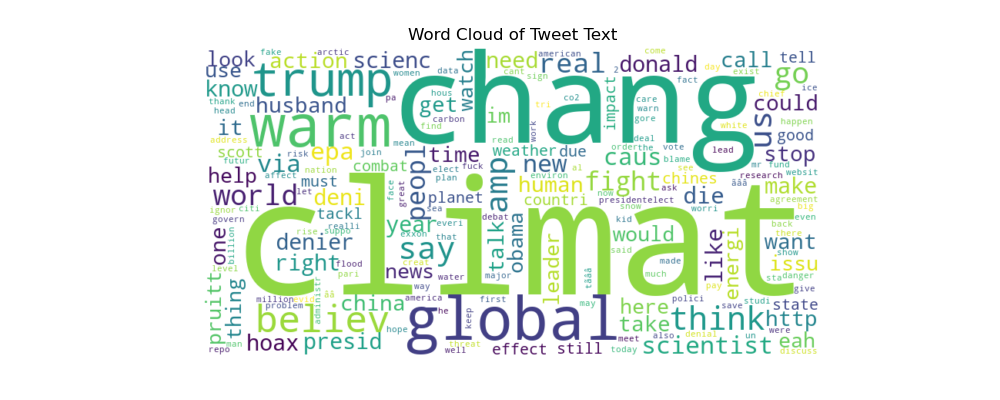 Word Cloud of Tweet Text
look fake arctic action scienc watch need american real come donald call tell
use women data cant sign 2 fact day exist ice
know trump chang care go
thank end husband hous get im tri co2 impact warn gore chief could
head pa carbon find deal white happen
it warm act mean read work order the vote us good
address scott via epa join peopl time weather due caus blame lead stop
futur risk combat elect fuck new environ al see mr fund
help affect nation plan amp human fight chines research websit
world must deni face great planet countri now ask die make
ignor citi let sea presidentelect ããã agreement
govern rise suppo tackl year everi debat kid worri big even
one realli exxon that talk obama would like energi back there
denier climat say said want
billion right flood news creat water leader tããã made show issu
level ãã pari way major much pay sta danger
pruitt thing million evid china america he first may here polici save studi give state
problem administr believ hope global keep take think http
man hoax presid threat effect still today also denial un were eah
repo well meet scientist discuss